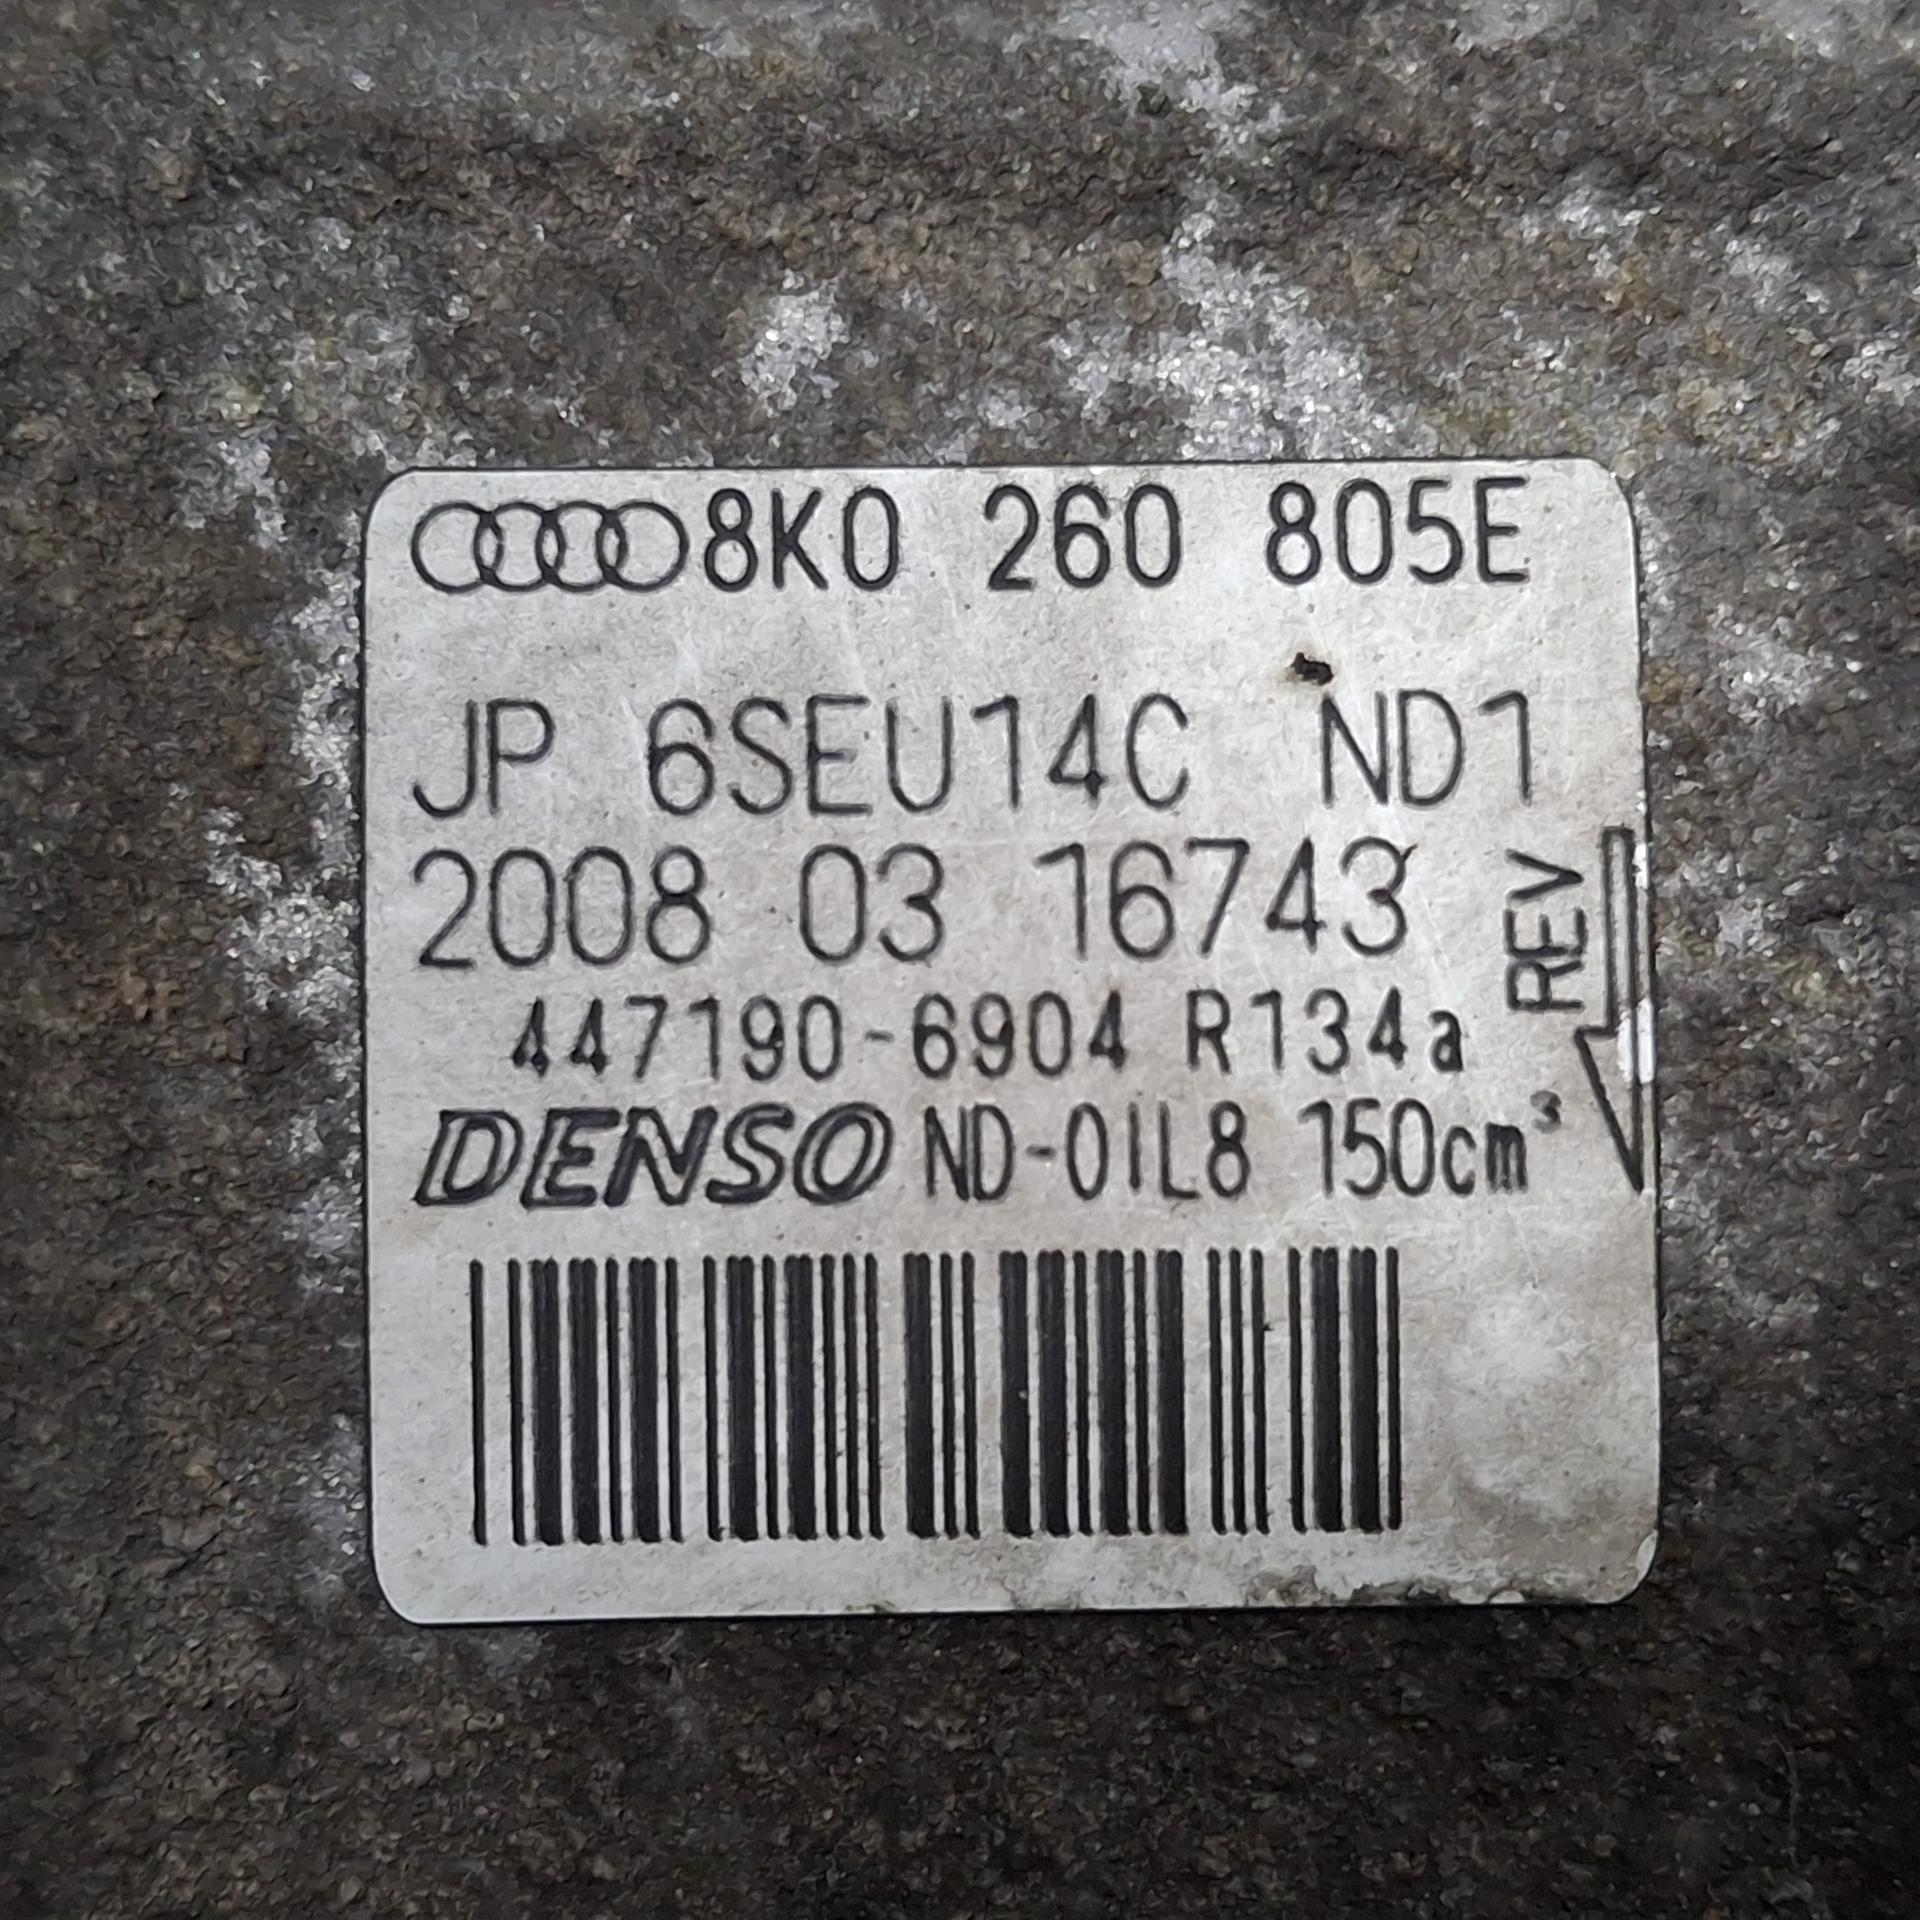 8K0 260 805E
JP 6SEU14C ND1
2008 03 16743
REV
447190-6904 R134a
DENSO ND-OIL8 150cm³